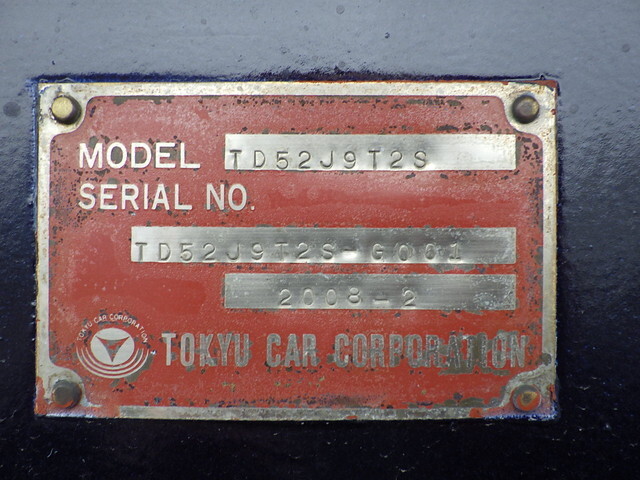 MODEL TD52J9T2S
SERIAL NO.
TD52J9T2S-G001
2008-2
TOKYU CAR CORPORATION
TOKYU CAR CORPORATION